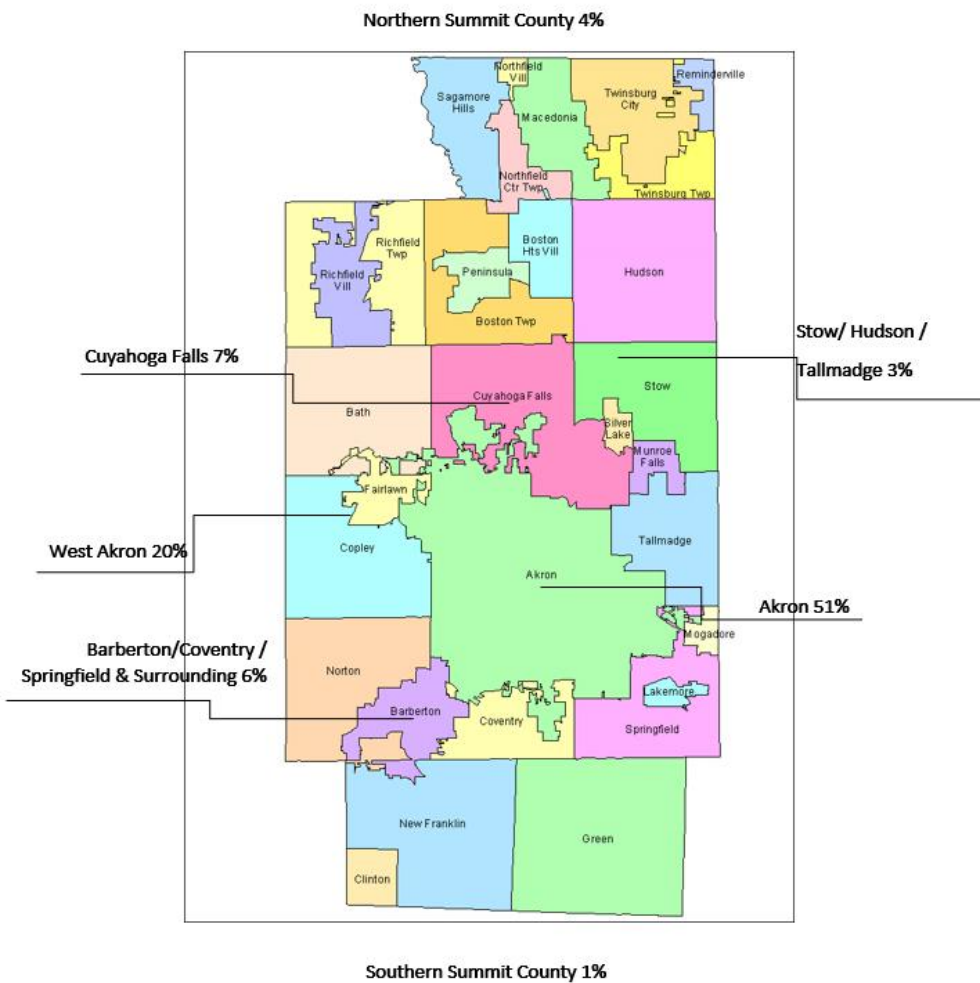 Northern Summit County 4%
Northfield
Vill
Reminderville
Sagamore
Hills
Twinsburg
City
Macedonia
Northfield
Ctr Twp
Twinsburg Twp
Richfield
Twp
Boston
Hts Vill
Richfield
Vill
Peninsula
Hudson
Boston Twp
Stow/ Hudson /
Tallmadge 3%
Cuyahoga Falls 7%
Stow
Cuyahoga Falls
Bath
Silver
Lake
Munroe
Falls
Fairlawn
West Akron 20%
Copley
Tallmadge
Akron
Akron 51%
Mogadore
Barberton/Coventry /
Springfield & Surrounding 6%
Norton
Lakemore
Barberton
Coventry
Springfield
New Franklin
Green
Clinton
Southern Summit County 1%